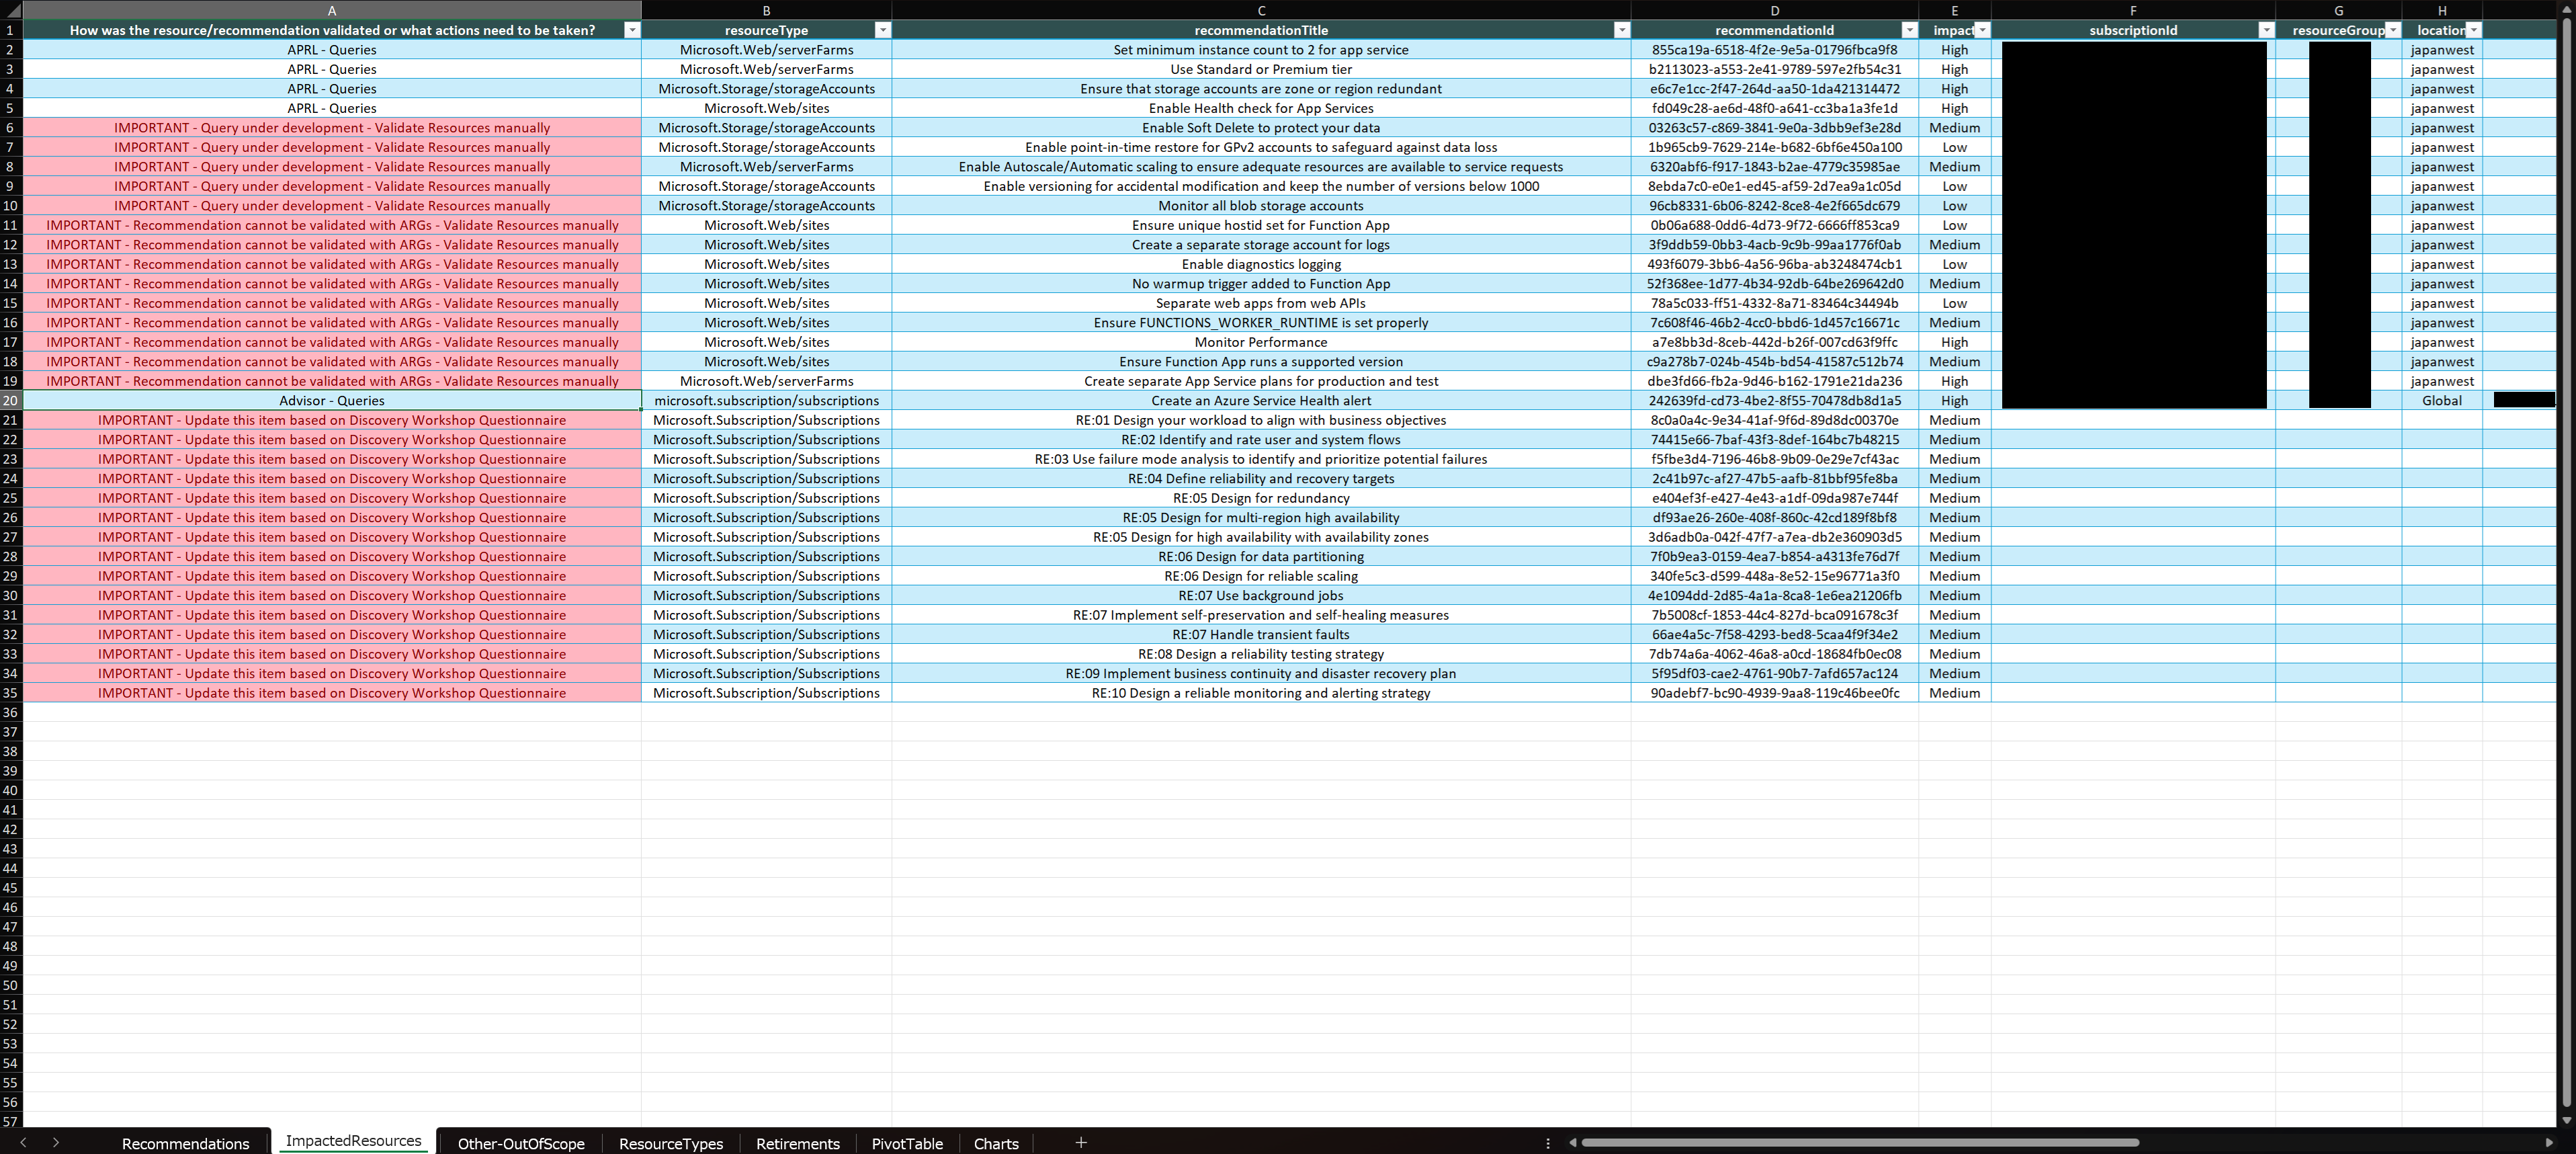 A B C D E F G H
1 How was the resource/recommendation validated or what actions need to be taken? resourceType recommendationTitle recommendationId impact subscriptionId resourceGroup location
2 APRL - Queries Microsoft.Web/serverFarms Set minimum instance count to 2 for app service 855ca19a-6518-4f2e-9e5a-01796fbca9f8 High japanwest
3 APRL - Queries Microsoft.Web/serverFarms Use Standard or Premium tier b2113023-a553-2e41-9789-597e2fb54c31 High japanwest
4 APRL - Queries Microsoft.Storage/storageAccounts Ensure that storage accounts are zone or region redundant e6c7e1cc-2f47-264d-aa50-1da421314472 High japanwest
5 APRL - Queries Microsoft.Web/sites Enable Health check for App Services fd049c28-ae6d-48f0-a641-cc3ba1a3fe1d High japanwest
6 IMPORTANT - Query under development - Validate Resources manually Microsoft.Storage/storageAccounts Enable Soft Delete to protect your data 03263c57-c869-3841-9e0a-3dbb9ef3e28d Medium japanwest
7 IMPORTANT - Query under development - Validate Resources manually Microsoft.Storage/storageAccounts Enable point-in-time restore for GPv2 accounts to safeguard against data loss 1b965cb9-7629-214e-b682-6bf6e450a100 Low japanwest
8 IMPORTANT - Query under development - Validate Resources manually Microsoft.Web/serverFarms Enable Autoscale/Automatic scaling to ensure adequate resources are available to service requests 6320abf6-f917-1843-b2ae-4779c35985ae Medium japanwest
9 IMPORTANT - Query under development - Validate Resources manually Microsoft.Storage/storageAccounts Enable versioning for accidental modification and keep the number of versions below 1000 8ebda7c0-e0e1-ed45-af59-2d7ea9a1c05d Low japanwest
10 IMPORTANT - Query under development - Validate Resources manually Microsoft.Storage/storageAccounts Monitor all blob storage accounts 96cb8331-6b06-8242-8ce8-4e2f665dc679 Low japanwest
11 IMPORTANT - Recommendation cannot be validated with ARGs - Validate Resources manually Microsoft.Web/sites Ensure unique hostid set for Function App 0b06a688-0dd6-4d73-9f72-6666ff853ca9 Low japanwest
12 IMPORTANT - Recommendation cannot be validated with ARGs - Validate Resources manually Microsoft.Web/sites Create a separate storage account for logs 3f9ddb59-0bb3-4acb-9c9b-99aa1776f0ab Medium japanwest
13 IMPORTANT - Recommendation cannot be validated with ARGs - Validate Resources manually Microsoft.Web/sites Enable diagnostics logging 493f6079-3bb6-4a56-96ba-ab3248474cb1 Low japanwest
14 IMPORTANT - Recommendation cannot be validated with ARGs - Validate Resources manually Microsoft.Web/sites No warmup trigger added to Function App 52f368ee-1d77-4b34-92db-64be269642d0 Medium japanwest
15 IMPORTANT - Recommendation cannot be validated with ARGs - Validate Resources manually Microsoft.Web/sites Separate web apps from web APIs 78a5c033-ff51-4332-8a71-83464c34494b Low japanwest
16 IMPORTANT - Recommendation cannot be validated with ARGs - Validate Resources manually Microsoft.Web/sites Ensure FUNCTIONS_WORKER_RUNTIME is set properly 7c608f46-46b2-4cc0-bbd6-1d457c16671c Medium japanwest
17 IMPORTANT - Recommendation cannot be validated with ARGs - Validate Resources manually Microsoft.Web/sites Monitor Performance a7e8bb3d-8ceb-442d-b26f-007cd63f9ffc High japanwest
18 IMPORTANT - Recommendation cannot be validated with ARGs - Validate Resources manually Microsoft.Web/sites Ensure Function App runs a supported version c9a278b7-024b-454b-bd54-41587c512b74 Medium japanwest
19 IMPORTANT - Recommendation cannot be validated with ARGs - Validate Resources manually Microsoft.Web/serverFarms Create separate App Service plans for production and test dbe3fd66-fb2a-9d46-b162-1791e21da236 High japanwest
20 Advisor - Queries microsoft.subscription/subscriptions Create an Azure Service Health alert 242639fd-cd73-4be2-8f55-70478db8d1a5 High Global
21 IMPORTANT - Update this item based on Discovery Workshop Questionnaire Microsoft.Subscription/Subscriptions RE:01 Design your workload to align with business objectives 8c0a0a4c-9e34-41af-9f6d-89d8dc00370e Medium
22 IMPORTANT - Update this item based on Discovery Workshop Questionnaire Microsoft.Subscription/Subscriptions RE:02 Identify and rate user and system flows 74415e66-7baf-43f3-8def-164bc7b48215 Medium
23 IMPORTANT - Update this item based on Discovery Workshop Questionnaire Microsoft.Subscription/Subscriptions RE:03 Use failure mode analysis to identify and prioritize potential failures f5fbe3d4-7196-46b8-9b09-0e29e7cf43ac Medium
24 IMPORTANT - Update this item based on Discovery Workshop Questionnaire Microsoft.Subscription/Subscriptions RE:04 Define reliability and recovery targets 2c41b97c-af27-47b5-aafb-81bbf95fe8ba Medium
25 IMPORTANT - Update this item based on Discovery Workshop Questionnaire Microsoft.Subscription/Subscriptions RE:05 Design for redundancy e404ef3f-e427-4e43-a1df-09da987e744f Medium
26 IMPORTANT - Update this item based on Discovery Workshop Questionnaire Microsoft.Subscription/Subscriptions RE:05 Design for multi-region high availability df93ae26-260e-408f-860c-42cd189f8bf8 Medium
27 IMPORTANT - Update this item based on Discovery Workshop Questionnaire Microsoft.Subscription/Subscriptions RE:05 Design for high availability with availability zones 3d6adb0a-042f-47f7-a7ea-db2e360903d5 Medium
28 IMPORTANT - Update this item based on Discovery Workshop Questionnaire Microsoft.Subscription/Subscriptions RE:06 Design for data partitioning 7f0b9ea3-0159-4ea7-b854-a4313fe76d7f Medium
29 IMPORTANT - Update this item based on Discovery Workshop Questionnaire Microsoft.Subscription/Subscriptions RE:06 Design for reliable scaling 340fe5c3-d599-448a-8e52-15e96771a3f0 Medium
30 IMPORTANT - Update this item based on Discovery Workshop Questionnaire Microsoft.Subscription/Subscriptions RE:07 Use background jobs 4e1094dd-2d85-4a1a-8ca8-1e6ea21206fb Medium
31 IMPORTANT - Update this item based on Discovery Workshop Questionnaire Microsoft.Subscription/Subscriptions RE:07 Implement self-preservation and self-healing measures 7b5008cf-1853-44c4-827d-bca091678c3f Medium
32 IMPORTANT - Update this item based on Discovery Workshop Questionnaire Microsoft.Subscription/Subscriptions RE:07 Handle transient faults 66ae4a5c-7f58-4293-bed8-5caa4f9f34e2 Medium
33 IMPORTANT - Update this item based on Discovery Workshop Questionnaire Microsoft.Subscription/Subscriptions RE:08 Design a reliability testing strategy 7db74a6a-4062-46a8-a0cd-18684fb0ec08 Medium
34 IMPORTANT - Update this item based on Discovery Workshop Questionnaire Microsoft.Subscription/Subscriptions RE:09 Implement business continuity and disaster recovery plan 5f95df03-cae2-4761-90b7-7afd657ac124 Medium
35 IMPORTANT - Update this item based on Discovery Workshop Questionnaire Microsoft.Subscription/Subscriptions RE:10 Design a reliable monitoring and alerting strategy 90adebf7-bc90-4939-9aa8-119c46bee0fc Medium
36
37
38
39
40
41
42
43
44
45
46
47
48
49
50
51
52
53
54
55
56
57
Recommendations ImpactedResources Other-OutOfScope ResourceTypes Retirements PivotTable Charts